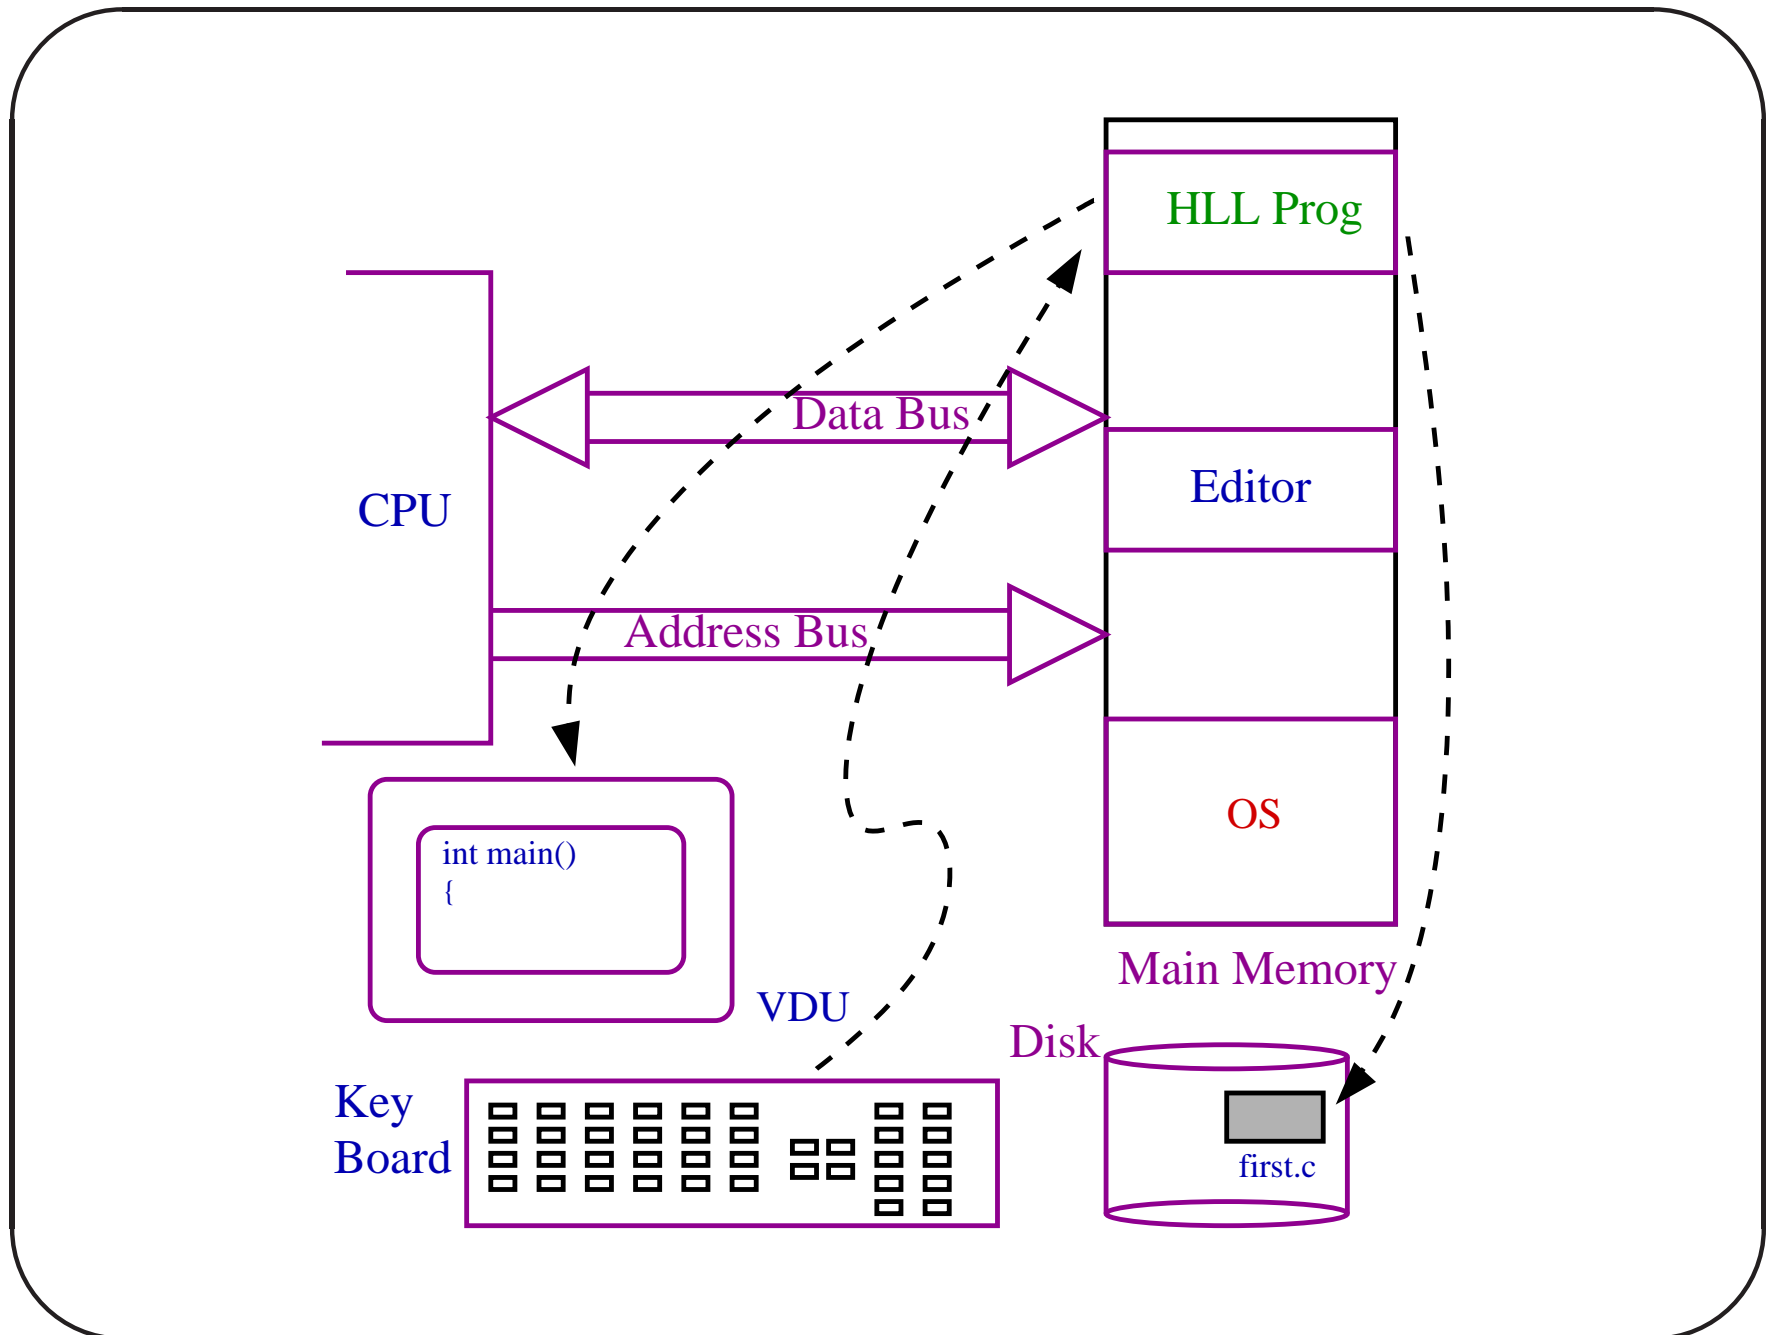 HLL Prog
Data Bus
Editor
CPU
Address Bus
OS
int main()
{
Main Memory
VDU
Disk
Key
Board
first.c